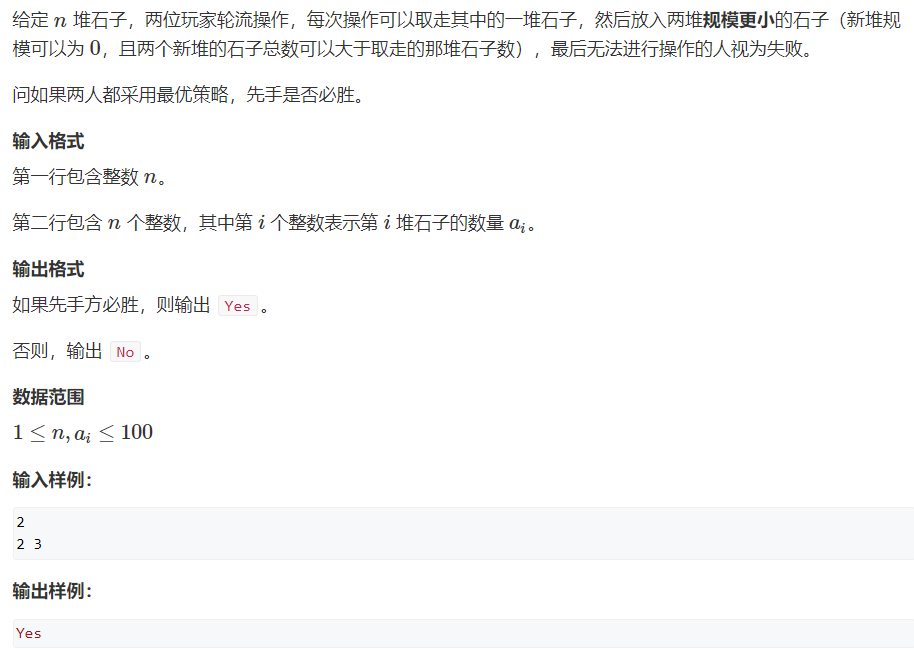 给定 n 堆石子，两位玩家轮流操作，每次操作可以取走其中的一堆石子，然后放入两堆规模更小的石子（新堆规
模可以为 0，且两个新堆的石子总数可以大于取走的那堆石子数），最后无法进行操作的人视为失败。
问如果两人都采用最优策略，先手是否必胜。
输入格式
第一行包含整数 n。
第二行包含 n 个整数，其中第 i 个整数表示第 i 堆石子的数量 a_i。
输出格式
如果先手方必胜，则输出 Yes 。
否则，输出 No 。
数据范围
1 ≤ n, a_i ≤ 100
输入样例：
2
2 3
输出样例：
Yes